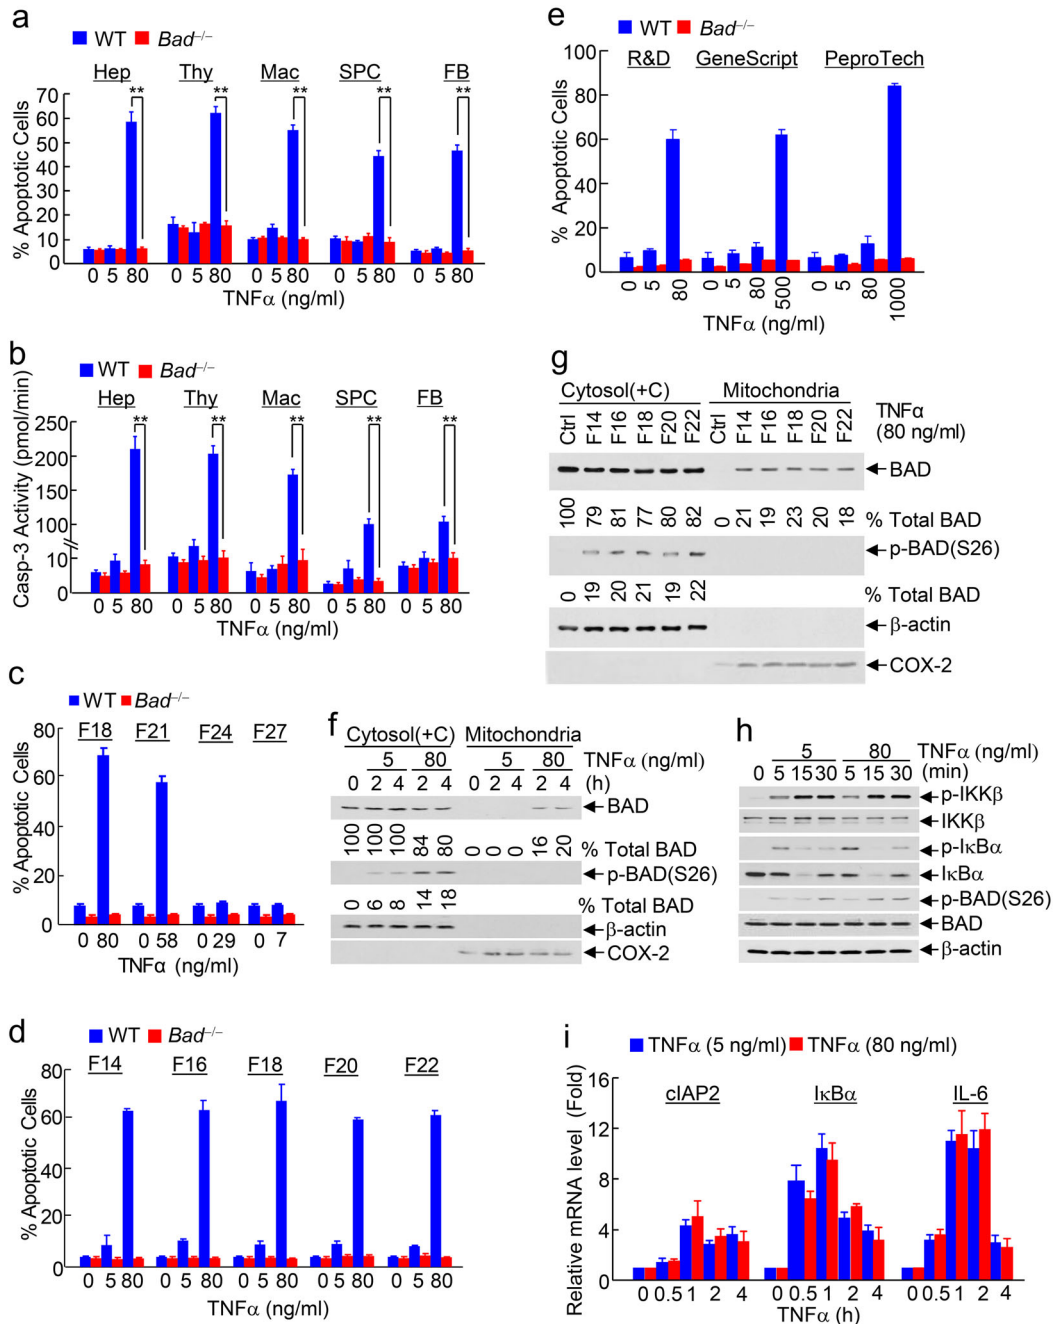 a
WT Bad–/–
Hep Thy Mac SPC FB
** ** ** ** **
% Apoptotic Cells
70
60
50
40
30
20
10
0
0 5 80 0 5 80 0 5 80 0 5 80 0 5 80
TNFα (ng/ml)
b
WT Bad–/–
Hep Thy Mac SPC FB
** ** ** ** **
Casp-3 Activity (pmol/min)
250
200
150
100
10
0
0 5 80 0 5 80 0 5 80 0 5 80 0 5 80
TNFα (ng/ml)
c
WT Bad–/–
F18 F21 F24 F27
% Apoptotic Cells
80
60
40
20
0
0 80 0 58 0 29 0 7
TNFα (ng/ml)
d
WT Bad–/–
F14 F16 F18 F20 F22
% Apoptotic Cells
80
60
40
20
0
0 5 80 0 5 80 0 5 80 0 5 80 0 5 80
TNFα (ng/ml)
e
WT Bad–/–
R&D GeneScript PeproTech
% Apoptotic Cells
100
80
60
40
20
0
0 5 80 0 5 80 500 0 5 80 1000
TNFα (ng/ml)
f
Cytosol(+C) Mitochondria
5 80 5 80 TNFα (ng/ml)
0 2 4 2 4 0 2 4 2 4 (h)
BAD
100 100 100 84 80 0 0 0 16 20 % Total BAD
p-BAD(S26)
0 6 8 14 18 % Total BAD
β-actin
COX-2
g
Cytosol(+C) Mitochondria
Ctrl F14 F16 F18 F20 F22 Ctrl F14 F16 F18 F20 F22 TNFα
(80 ng/ml)
BAD
100 79 81 77 80 82 0 21 19 23 20 18 % Total BAD
p-BAD(S26)
0 19 20 21 19 22 % Total BAD
β-actin
COX-2
h
5 80 TNFα (ng/ml)
0 5 15 30 5 15 30 (min)
p-IKKβ
IKKβ
p-IκBα
IκBα
p-BAD(S26)
BAD
β-actin
i
TNFα (5 ng/ml) TNFα (80 ng/ml)
cIAP2 IκBα IL-6
Relative mRNA level (Fold)
16
12
8
4
0
0 0.5 1 2 4 0 0.5 1 2 4 0 0.5 1 2 4
TNFα (h)